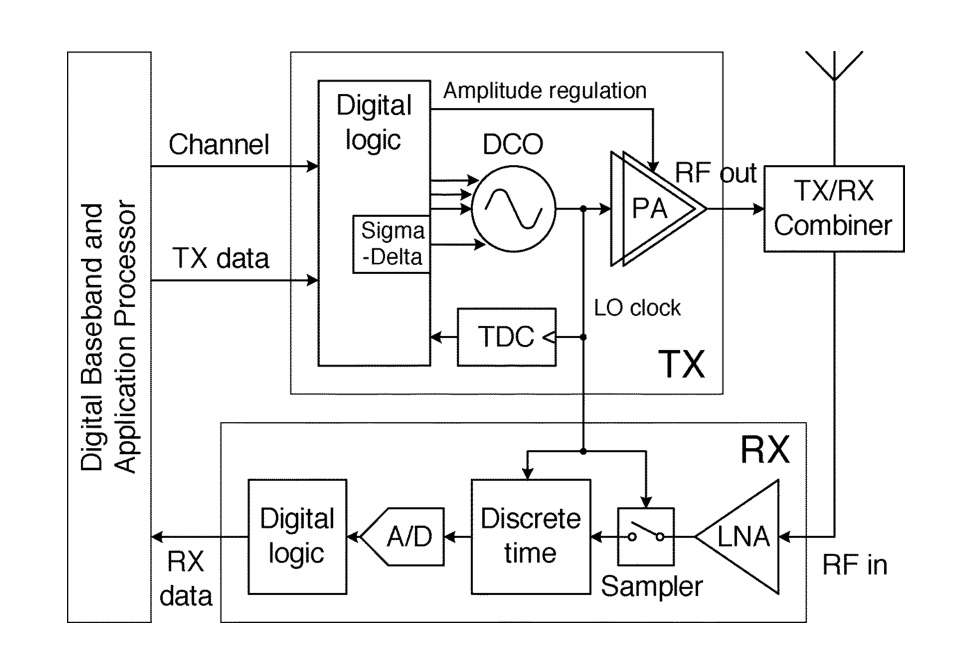 Digital Baseband and
Application Processor
Channel
TX data
Digital
logic
Amplitude regulation
DCO
Sigma
-Delta
TDC
PA
RF out
LO clock
TX
TX/RX
Combiner
RX
RX
data
Digital
logic
A/D
Discrete
time
Sampler
LNA
RF in